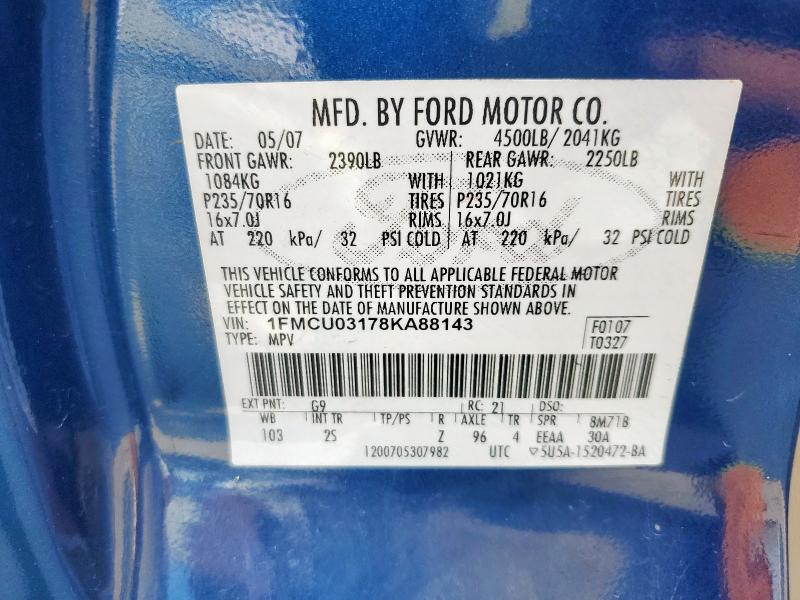 MFD. BY FORD MOTOR CO.
DATE: 05/07 GVWR: 4500LB/ 2041KG
FRONT GAWR: 2390LB REAR GAWR: 2250LB
1084KG WITH 1021KG WITH
P235/70R16 TIRES P235/70R16 TIRES
16x7.0J RIMS 16x7.0J RIMS
AT 220 kPa/ 32 PSI COLD AT 220 kPa/ 32 PSI COLD
THIS VEHICLE CONFORMS TO ALL APPLICABLE FEDERAL MOTOR
VEHICLE SAFETY AND THEFT PREVENTION STANDARDS IN
EFFECT ON THE DATE OF MANUFACTURE SHOWN ABOVE.
VIN: 1FMCU03178KA88143 F0107
TYPE: MPV T0327
EXT PNT: G9 RC: 21 DSO:
WB INT TR TP/PS R AXLE TR SPR 8M71B
103 2S Z 96 4 EEAA 30A
1200705307982 UTC ▽5U5A-1520472-BA
Ford